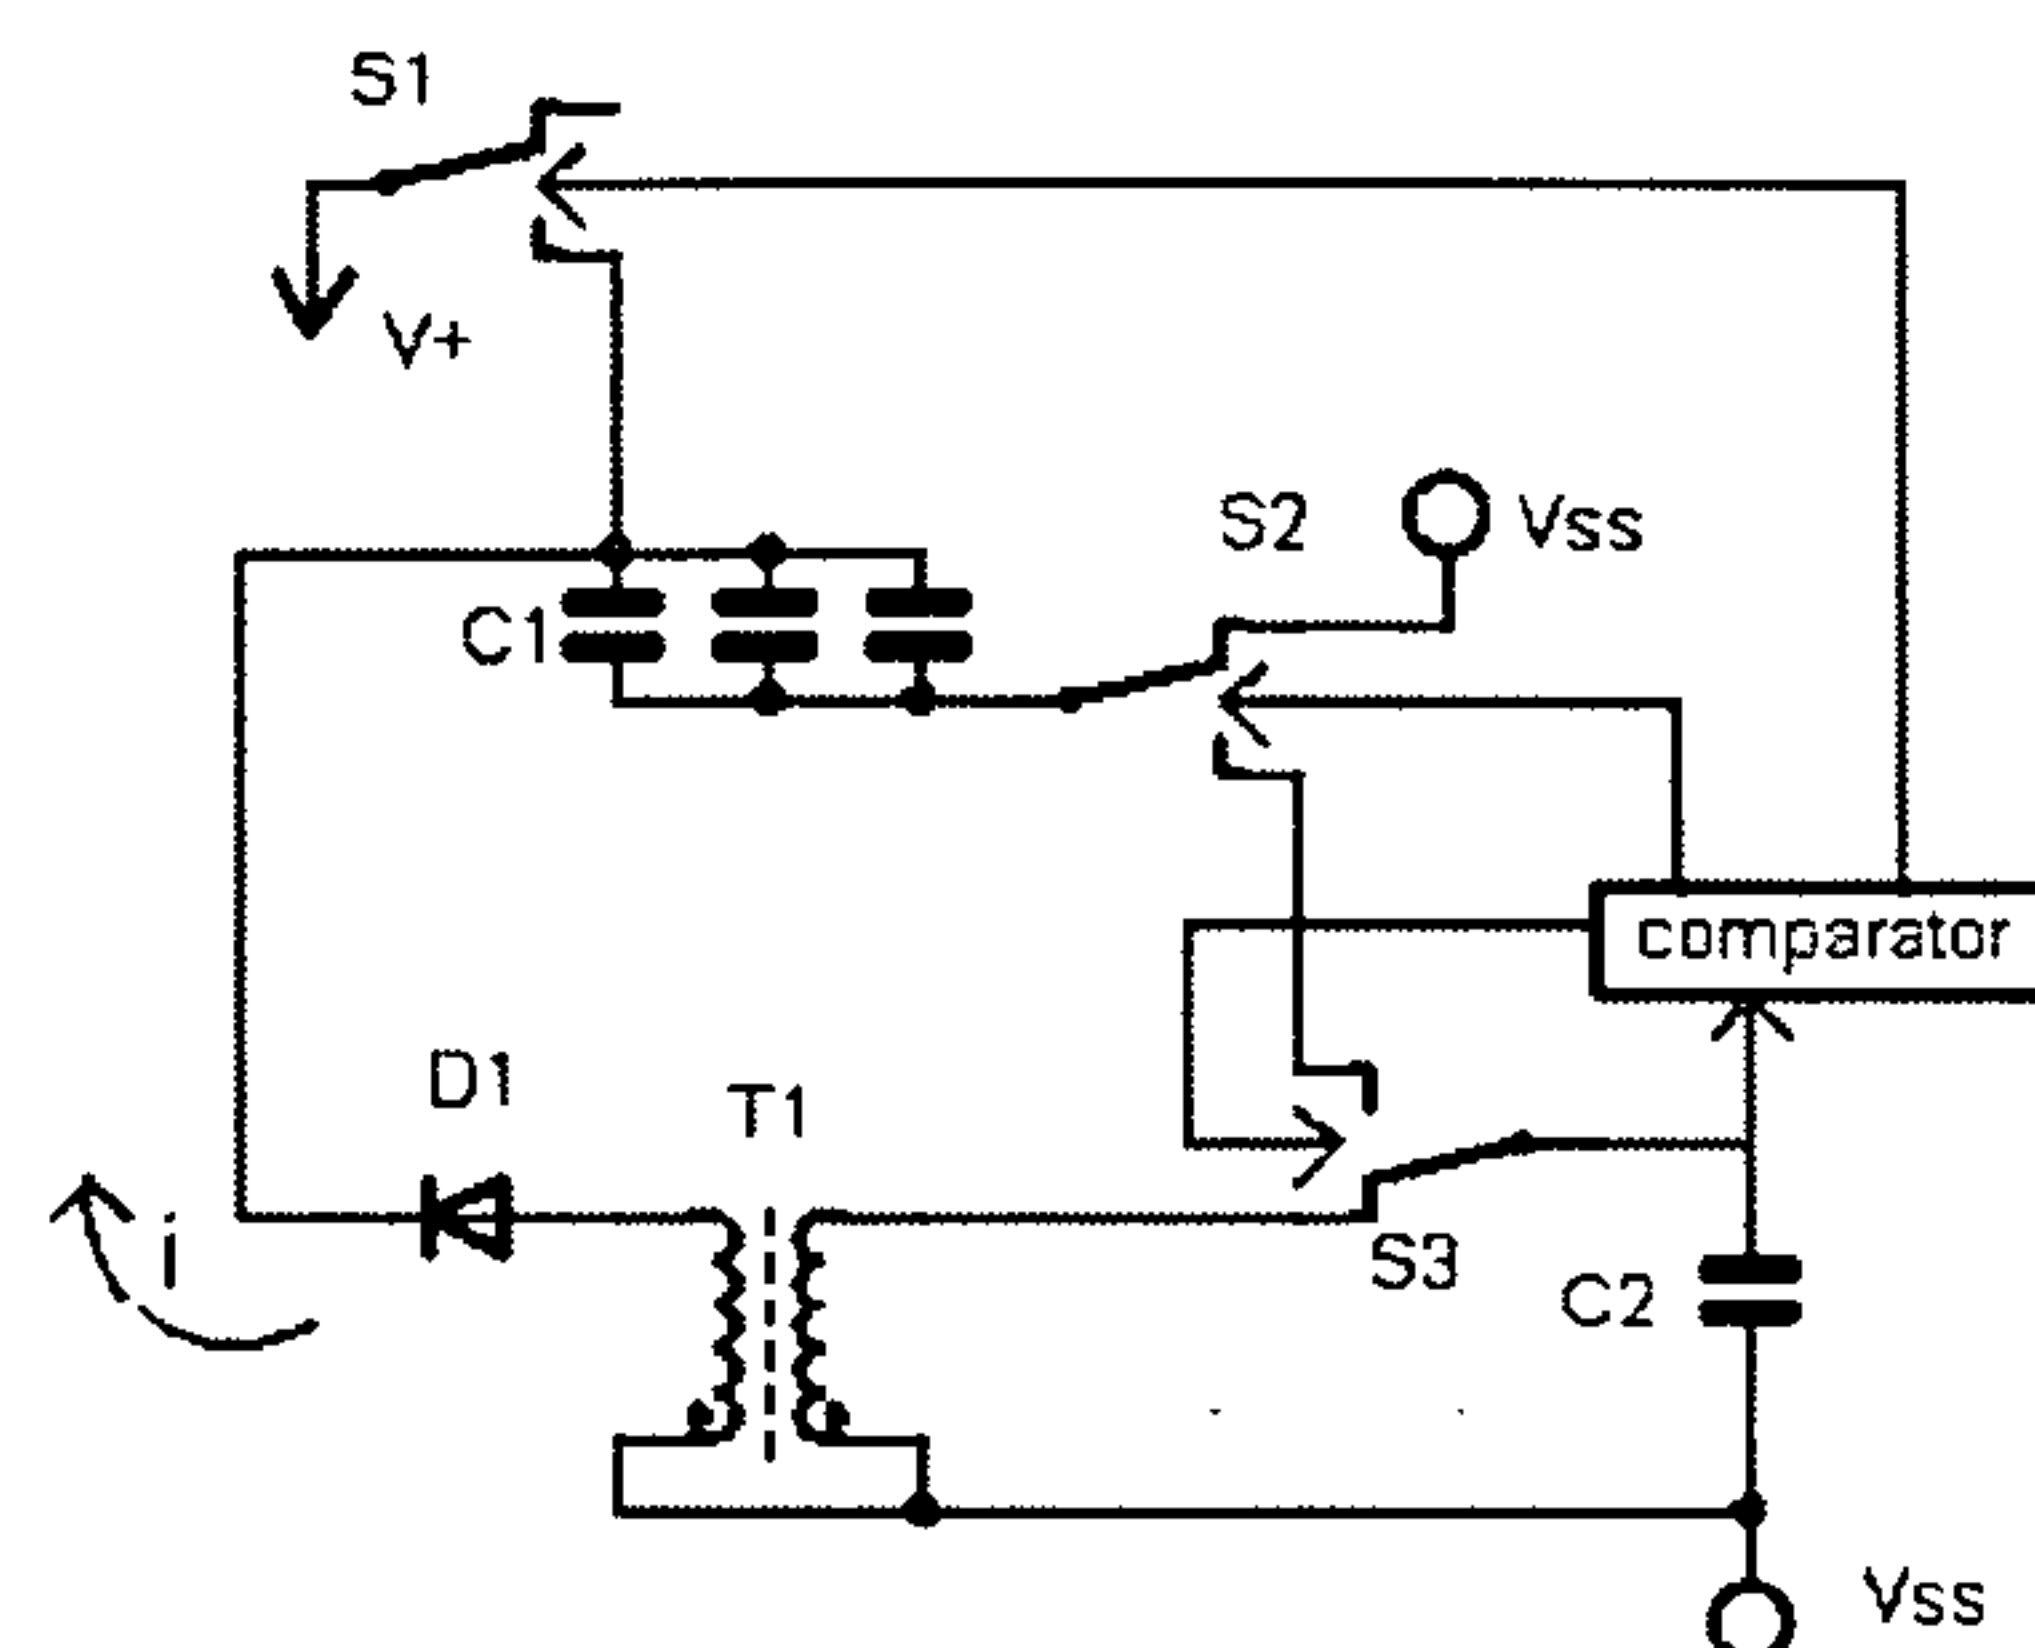 S1
V+
S2
Vss
C1
comparator
D1
T1
i
S3
C2
Vss